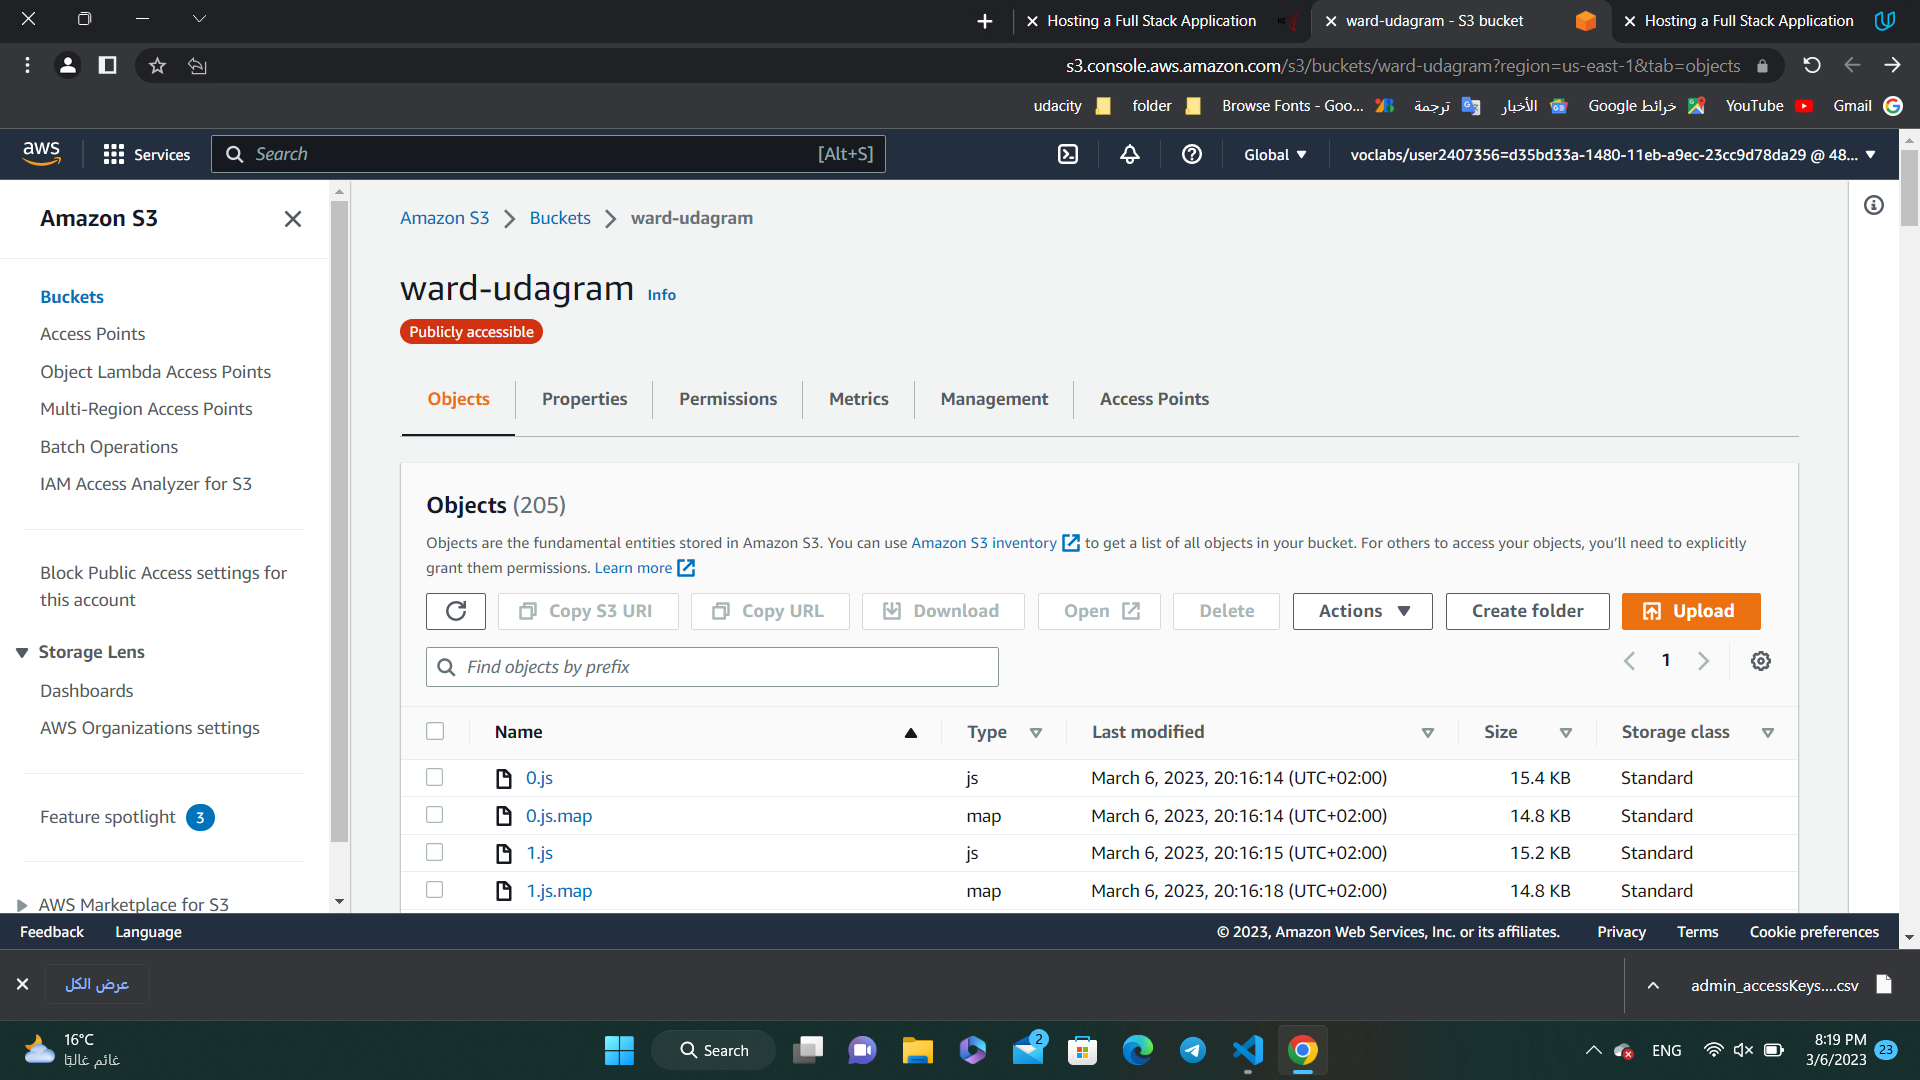 Hosting a Full Stack Application
ward-udagram - S3 bucket
Hosting a Full Stack Application
s3.console.aws.amazon.com/s3/buckets/ward-udagram?region=us-east-1&tab=objects
udacity
folder
Browse Fonts - Goo...
ترجمة
الأخبار
خرائط Google
YouTube
Gmail
aws
Services
Search
[Alt+S]
Global
voclabs/user2407356=d35bd33a-1480-11eb-a9ec-23cc9d78da29 @ 48...
Amazon S3
Buckets
Access Points
Object Lambda Access Points
Multi-Region Access Points
Batch Operations
IAM Access Analyzer for S3
Block Public Access settings for
this account
Storage Lens
Dashboards
AWS Organizations settings
Feature spotlight 3
AWS Marketplace for S3
Amazon S3 > Buckets > ward-udagram
ward-udagram Info
Publicly accessible
Objects
Properties
Permissions
Metrics
Management
Access Points
Objects (205)
Objects are the fundamental entities stored in Amazon S3. You can use Amazon S3 inventory to get a list of all objects in your bucket. For others to access your objects, you'll need to explicitly
grant them permissions. Learn more
Copy S3 URI
Copy URL
Download
Open
Delete
Actions
Create folder
Upload
Find objects by prefix
1
Name Type Last modified Size Storage class
0.js js March 6, 2023, 20:16:14 (UTC+02:00) 15.4 KB Standard
0.js.map map March 6, 2023, 20:16:14 (UTC+02:00) 14.8 KB Standard
1.js js March 6, 2023, 20:16:15 (UTC+02:00) 15.2 KB Standard
1.js.map map March 6, 2023, 20:16:18 (UTC+02:00) 14.8 KB Standard
Feedback
Language
© 2023, Amazon Web Services, Inc. or its affiliates.
Privacy
Terms
Cookie preferences
عرض الكل
admin_accessKeys....csv
16°C
غائم غالبًا
Search
2
ENG
8:19 PM
3/6/2023
23